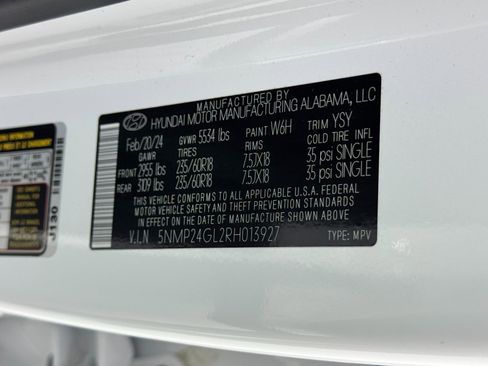 MANUFACTURED BY
HYUNDAI MOTOR MANUFACTURING ALABAMA, LLC
Feb/20/24 GVWR 5534 lbs PAINT W6H TRIM YSY
GAWR TIRES RIMS COLD TIRE INFL
FRONT 2955 lbs 235/60R18 7.5JX18 35 psi SINGLE
REAR 3109 lbs 235/60R18 7.5JX18 35 psi SINGLE
THIS VEHICLE CONFORMS TO ALL APPLICABLE U.S.A. FEDERAL
MOTOR VEHICLE SAFETY AND THEFT PREVENTION STANDARDS
IN EFFECT ON THE DATE OF MANUFACTURE SHOWN ABOVE.
V.I.N 5NMP24GL2RH013927 TYPE: MPV
J130